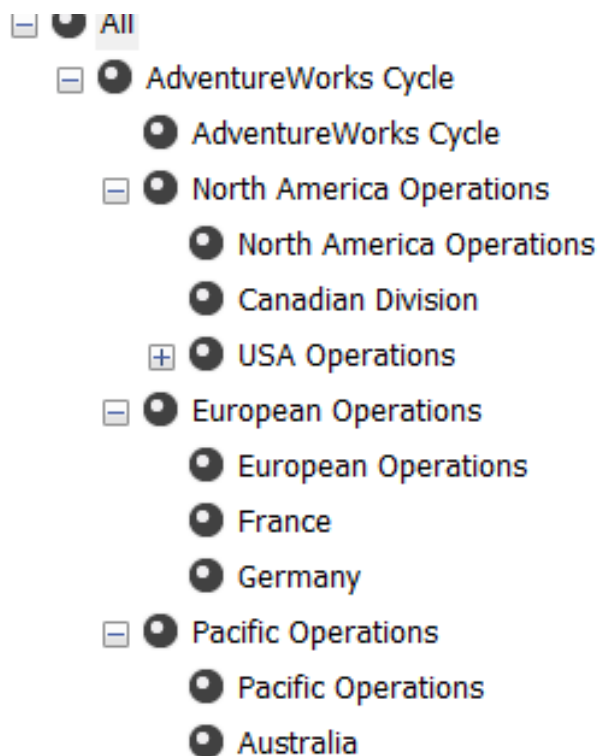 All
AdventureWorks Cycle
AdventureWorks Cycle
North America Operations
North America Operations
Canadian Division
USA Operations
European Operations
European Operations
France
Germany
Pacific Operations
Pacific Operations
Australia